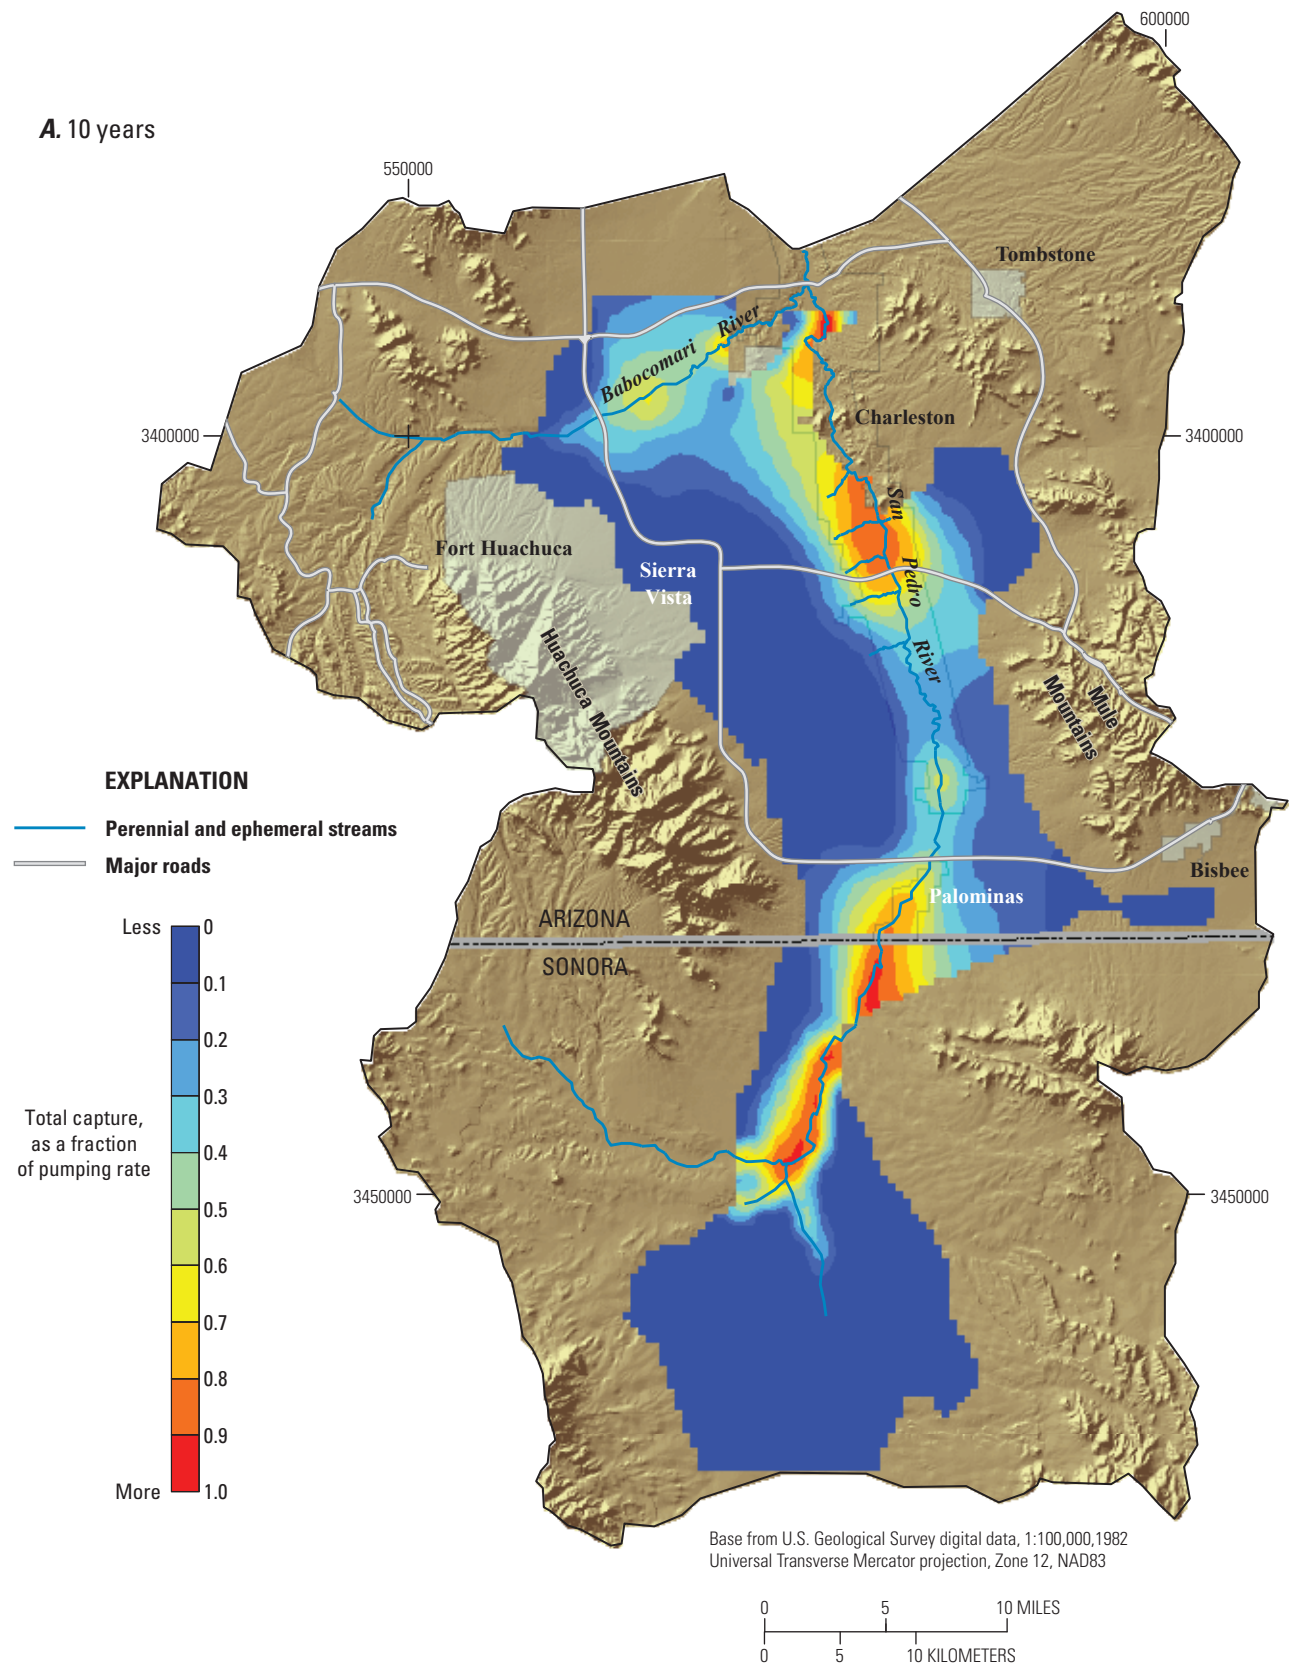 600000
A. 10 years
550000
Tombstone
Babocomari River
Charleston
3400000
3400000
San
Pedro
River
Fort Huachuca
Sierra
Vista
Huachuca Mountains
Mule
Mountains
EXPLANATION
Perennial and ephemeral streams
Major roads
Bisbee
Palominas
ARIZONA
SONORA
Less
0
0.1
0.2
0.3
0.4
0.5
0.6
0.7
0.8
0.9
1.0
More
Total capture,
as a fraction
of pumping rate
3450000
3450000
Base from U.S. Geological Survey digital data, 1:100,000,1982
Universal Transverse Mercator projection, Zone 12, NAD83
0 5 10 MILES
0 5 10 KILOMETERS